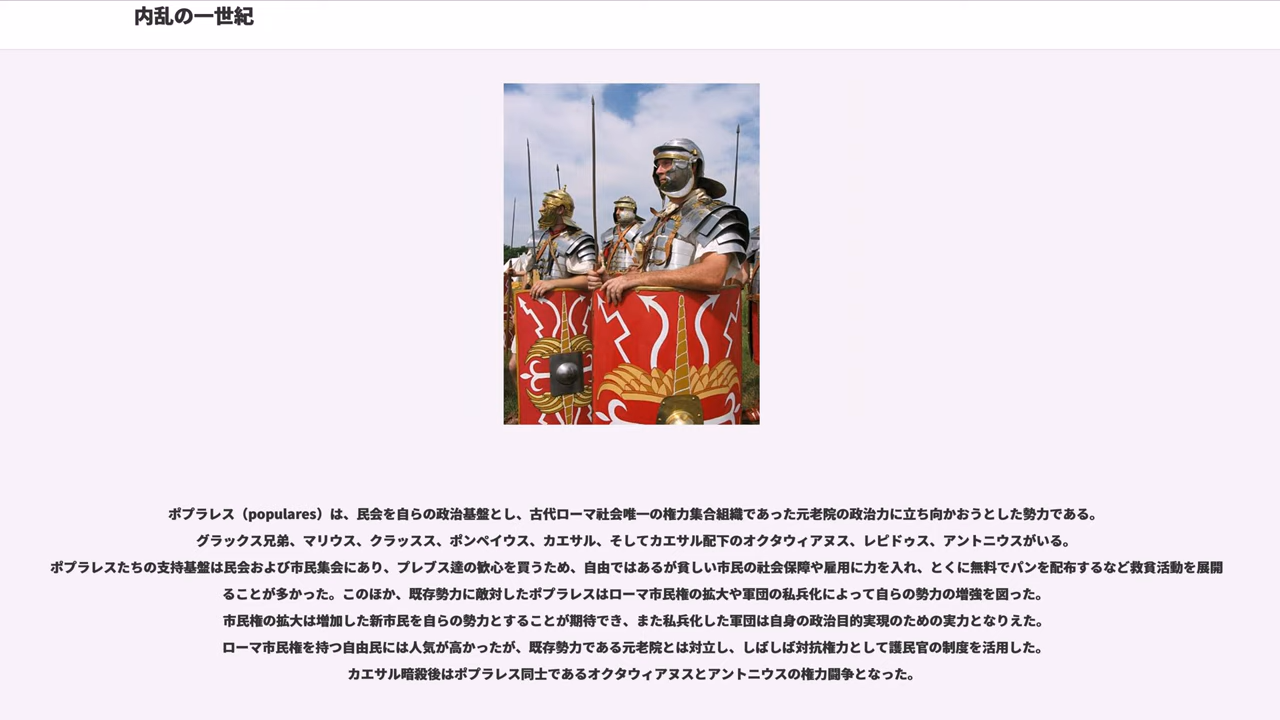 内乱の一世紀
ポプラレス（populares）は、民会を自らの政治基盤とし、古代ローマ社会唯一の権力集合組織であった元老院の政治力に立ち向かおうとした勢力である。
グラックス兄弟、マリウス、クラッスス、ポンペイウス、カエサル、そしてカエサル配下のオクタウィアヌス、レピドゥス、アントニウスがいる。
ポプラレスたちの支持基盤は民会および市民集会にあり、プレブス達の歓心を買うため、自由ではあるが貧しい市民の社会保障や雇用に力を入れ、とくに無料でパンを配布するなど救貧活動を展開
ることが多かった。このほか、既存勢力に敵対したポプラレスはローマ市民権の拡大や軍団の私兵化によって自らの勢力の増強を図った。
市民権の拡大は増加した新市民を自らの勢力とすることが期待でき、また私兵化した軍団は自身の政治目的実現のための実力となりえた。
ローマ市民権を持つ自由民には人気が高かったが、既存勢力である元老院とは対立し、しばしば対抗権力として護民官の制度を活用した。
カエサル暗殺後はポプラレス同士であるオクタウィアヌスとアントニウスの権力闘争となった。